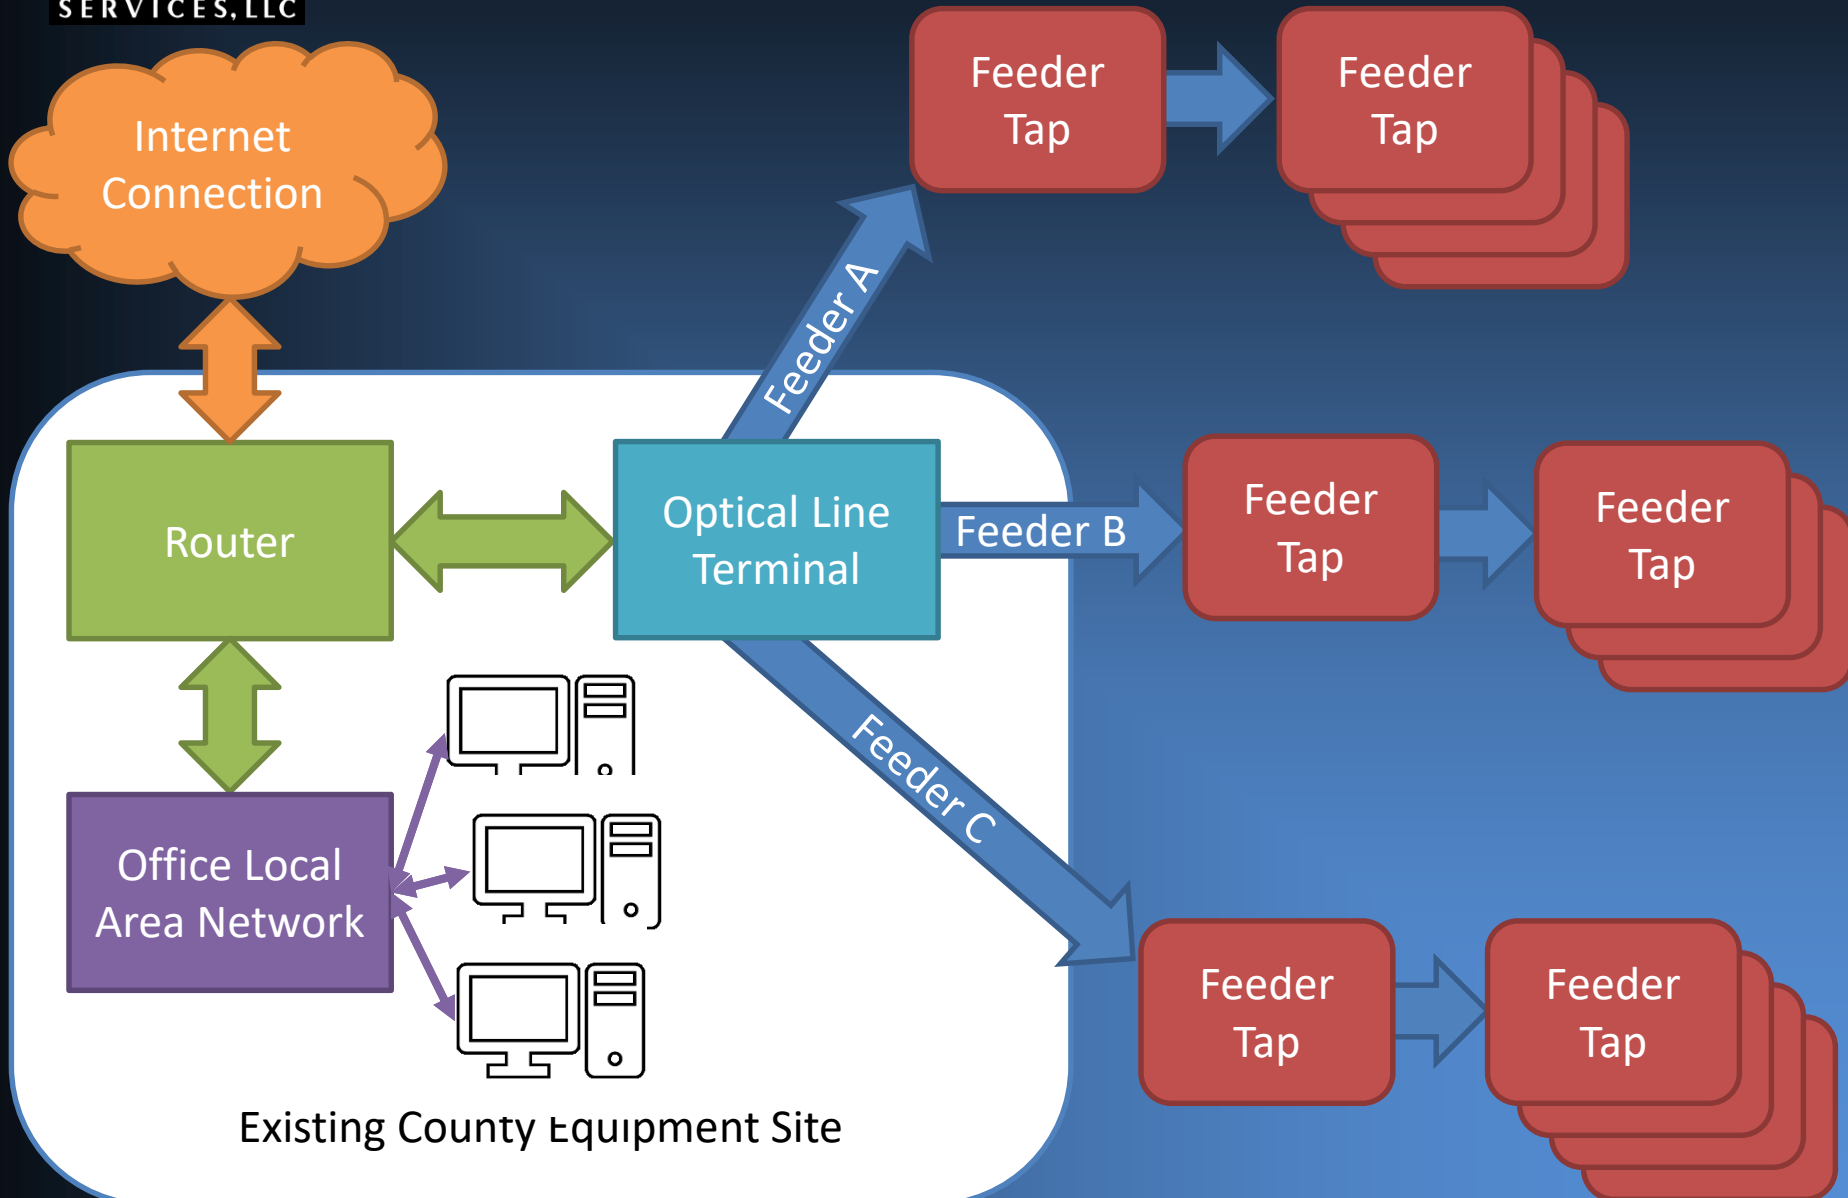 SERVICES, LLC
Internet
Connection
Feeder
Tap
Feeder
Tap
Feeder A
Router
Optical Line
Terminal
Feeder B
Feeder
Tap
Feeder
Tap
Feeder C
Office Local
Area Network
Feeder
Tap
Feeder
Tap
Existing County Equipment Site